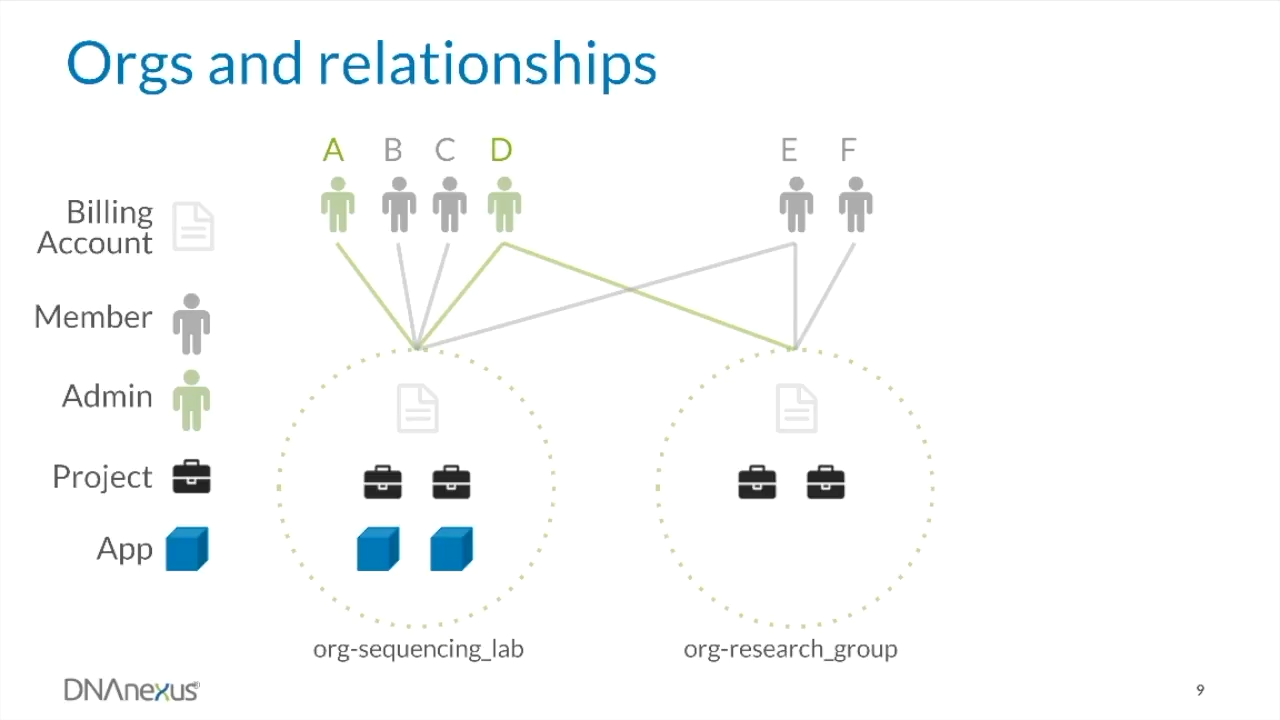 Orgs and relationships
A B C D E F
Billing
Account
Member
Admin
Project
App
org-sequencing_lab
org-research_group
DNAnexus®
9